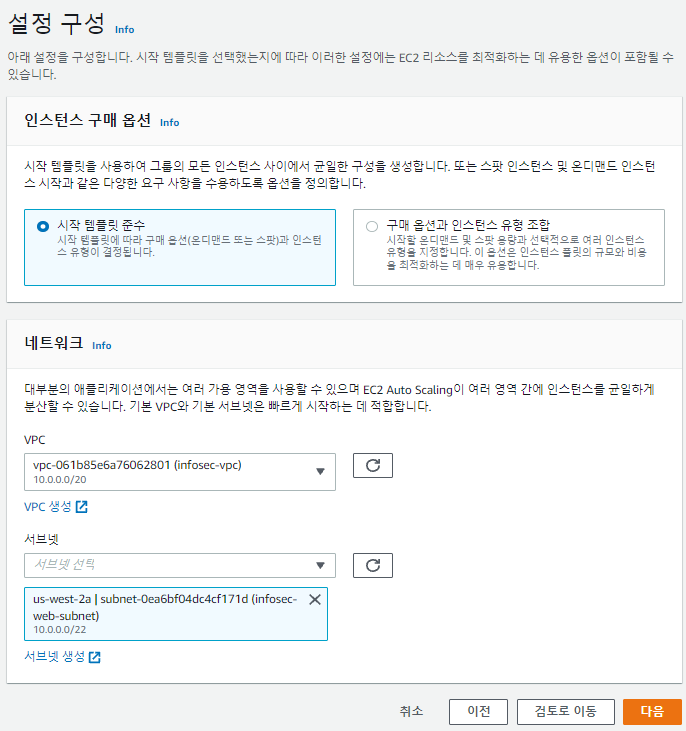 설정 구성 Info
아래 설정을 구성합니다. 시작 템플릿을 선택했는지에 따라 이러한 설정에는 EC2 리소스를 최적화하는 데 유용한 옵션이 포함될 수
있습니다.
인스턴스 구매 옵션 Info
시작 템플릿을 사용하여 그룹의 모든 인스턴스 사이에서 균일한 구성을 생성합니다. 또는 스팟 인스턴스 및 온디맨드 인스턴
스 시작과 같은 다양한 요구 사항을 수용하도록 옵션을 정의합니다.
시작 템플릿 준수
시작 템플릿에 따라 구매 옵션(온디맨드 또는 스팟)과 인스턴
스 유형이 결정됩니다.
구매 옵션과 인스턴스 유형 조합
시작할 온디맨드 및 스팟 용량과 선택적으로 여러 인스턴스
유형을 지정합니다. 이 옵션은 인스턴스 플릿의 규모와 비용
을 최적화하는 데 매우 유용합니다.
네트워크 Info
대부분의 애플리케이션에서는 여러 가용 영역을 사용할 수 있으며 EC2 Auto Scaling이 여러 영역 간에 인스턴스를 균일하게
분산할 수 있습니다. 기본 VPC와 기본 서브넷은 빠르게 시작하는 데 적합합니다.
VPC
vpc-061b85e6a76062801 (infosec-vpc)
10.0.0.0/20
VPC 생성
서브넷
서브넷 선택
us-west-2a | subnet-0ea6bf04dc4cf171d (infosec-
web-subnet)
10.0.0.0/22
서브넷 생성
취소 이전 검토로 이동 다음